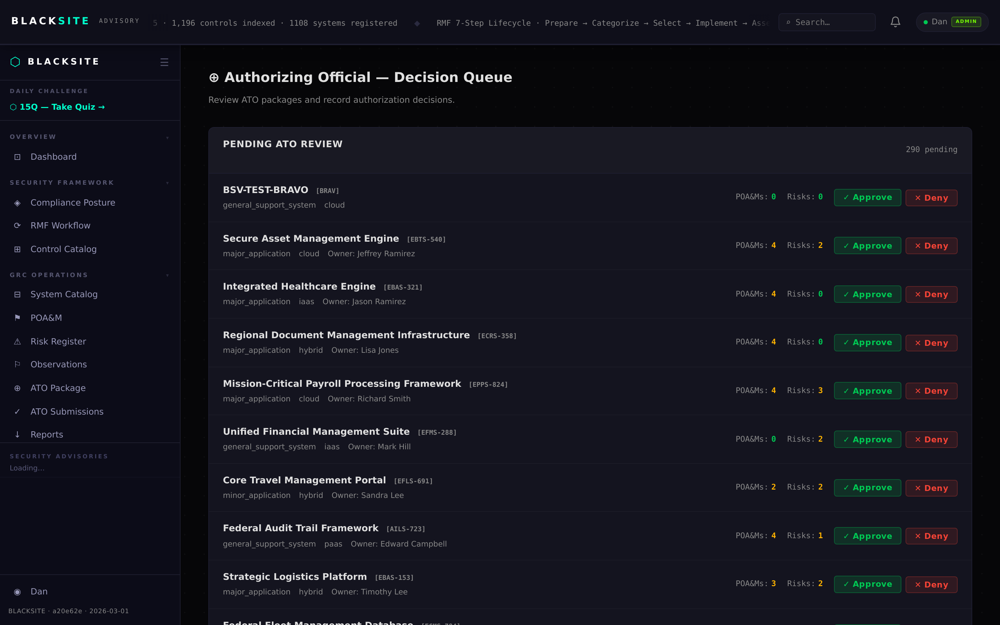 BLACKSITE ADVISORY 5 · 1,196 controls indexed · 1108 systems registered ◆ RMF 7-Step Lifecycle · Prepare → Categorize → Select → Implement → Asse Search… Dan ADMIN
BLACKSITE
DAILY CHALLENGE
15Q — Take Quiz →
OVERVIEW
Dashboard
SECURITY FRAMEWORK
Compliance Posture
RMF Workflow
Control Catalog
GRC OPERATIONS
System Catalog
POA&M
Risk Register
Observations
ATO Package
ATO Submissions
Reports
SECURITY ADVISORIES
Loading…
Dan
BLACKSITE · a20e62e · 2026-03-01
⊕ Authorizing Official — Decision Queue
Review ATO packages and record authorization decisions.
PENDING ATO REVIEW
290 pending
BSV-TEST-BRAVO [BRAV]
general_support_system cloud
POA&Ms: 0 Risks: 0 ✓ Approve ✕ Deny
Secure Asset Management Engine [EBTS-540]
major_application cloud Owner: Jeffrey Ramirez
POA&Ms: 4 Risks: 2 ✓ Approve ✕ Deny
Integrated Healthcare Engine [EBAS-321]
major_application iaas Owner: Jason Ramirez
POA&Ms: 4 Risks: 0 ✓ Approve ✕ Deny
Regional Document Management Infrastructure [ECRS-358]
major_application hybrid Owner: Lisa Jones
POA&Ms: 4 Risks: 0 ✓ Approve ✕ Deny
Mission-Critical Payroll Processing Framework [EPPS-824]
major_application cloud Owner: Richard Smith
POA&Ms: 4 Risks: 3 ✓ Approve ✕ Deny
Unified Financial Management Suite [EFMS-288]
general_support_system iaas Owner: Mark Hill
POA&Ms: 0 Risks: 2 ✓ Approve ✕ Deny
Core Travel Management Portal [EFLS-691]
minor_application hybrid Owner: Sandra Lee
POA&Ms: 2 Risks: 2 ✓ Approve ✕ Deny
Federal Audit Trail Framework [AILS-723]
general_support_system paas Owner: Edward Campbell
POA&Ms: 4 Risks: 1 ✓ Approve ✕ Deny
Strategic Logistics Platform [EBAS-153]
major_application hybrid Owner: Timothy Lee
POA&Ms: 3 Risks: 2 ✓ Approve ✕ Deny
Federal Fleet Management Database